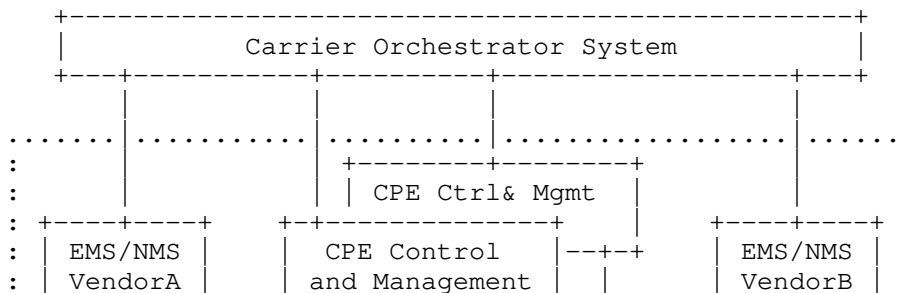 Carrier Orchestrator System
CPE Ctrl& Mgmt
EMS/NMS CPE Control EMS/NMS
VendorA and Management VendorB